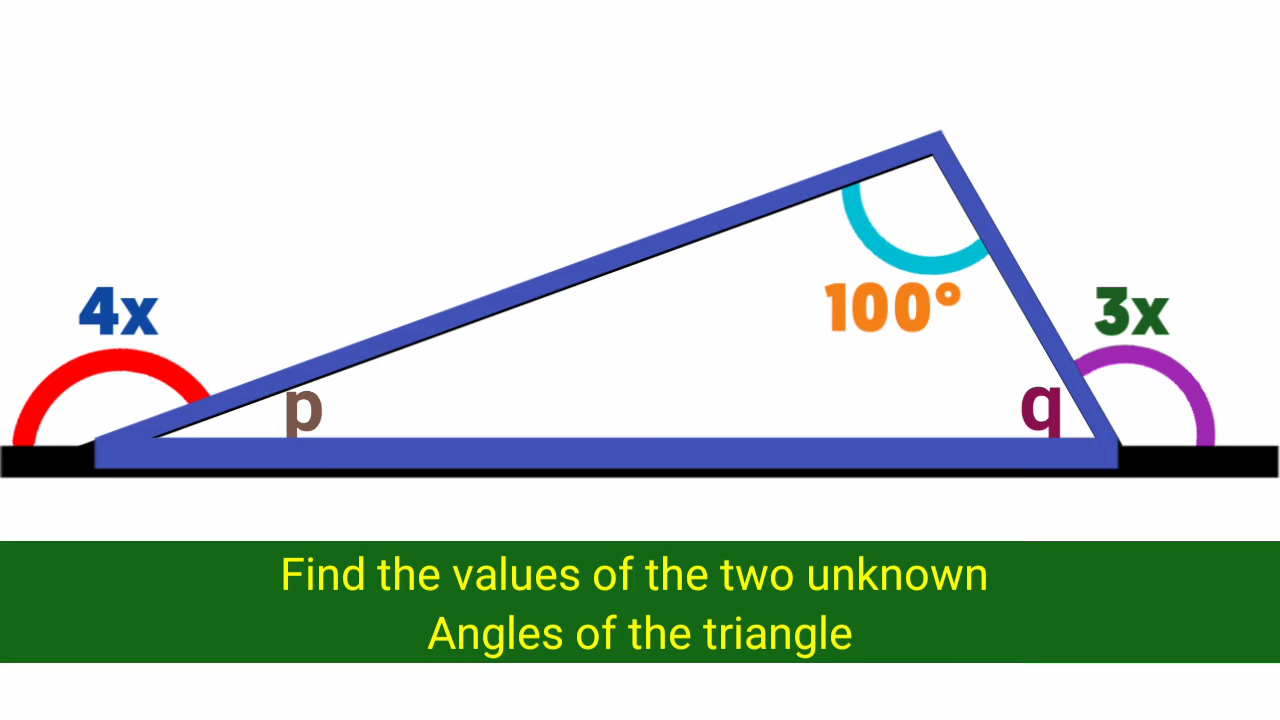 4x
3x
100°
p
q
Find the values of the two unknown
Angles of the triangle